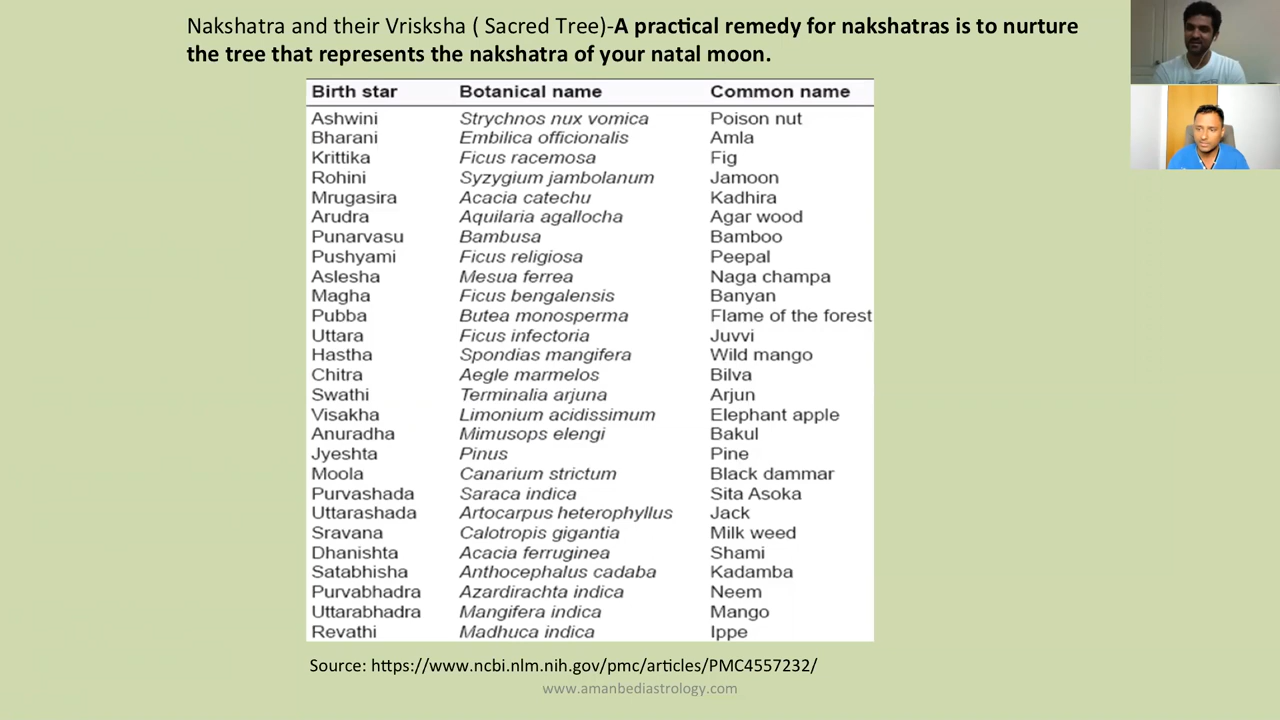 Nakshatra and their Vrisksha ( Sacred Tree)-A practical remedy for nakshatras is to nurture
the tree that represents the nakshatra of your natal moon.
Birth star Botanical name Common name
Ashwini Strychnos nux vomica Poison nut
Bharani Embilica officionalis Amla
Krittika Ficus racemosa Fig
Rohini Syzygium jambolanum Jamoon
Mrugasira Acacia catechu Kadhira
Arudra Aquilaria agallocha Agar wood
Punarvasu Bambusa Bamboo
Pushyami Ficus religiosa Peepal
Aslesha Mesua ferrea Naga champa
Magha Ficus bengalensis Banyan
Pubba Butea monosperma Flame of the forest
Uttara Ficus infectoria Juvvi
Hastha Spondias mangifera Wild mango
Chitra Aegle marmelos Bilva
Swathi Terminalia arjuna Arjun
Visakha Limonium acidissimum Elephant apple
Anuradha Mimusops elengi Bakul
Jyeshta Pinus Pine
Moola Canarium strictum Black dammar
Purvashada Saraca indica Sita Asoka
Uttarashada Artocarpus heterophyllus Jack
Sravana Calotropis gigantia Milk weed
Dhanishta Acacia ferruginea Shami
Satabhisha Anthocephalus cadaba Kadamba
Purvabhadra Azardirachta indica Neem
Uttarabhadra Mangifera indica Mango
Revathi Madhuca indica Ippe
Source: https://www.ncbi.nlm.nih.gov/pmc/articles/PMC4557232/
www.amanbediastrology.com